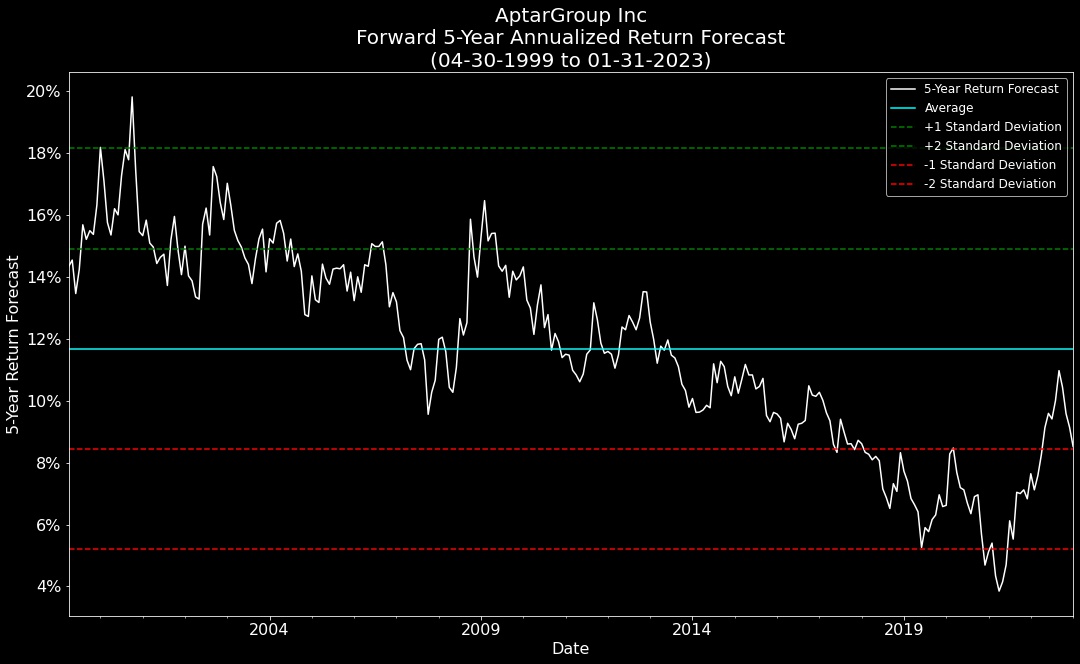 AptarGroup Inc
Forward 5-Year Annualized Return Forecast
(04-30-1999 to 01-31-2023)
5-Year Return Forecast
Average
+1 Standard Deviation
+2 Standard Deviation
-1 Standard Deviation
-2 Standard Deviation
5-Year Return Forecast
20%
18%
16%
14%
12%
10%
8%
6%
4%
2004
2009
2014
2019
Date